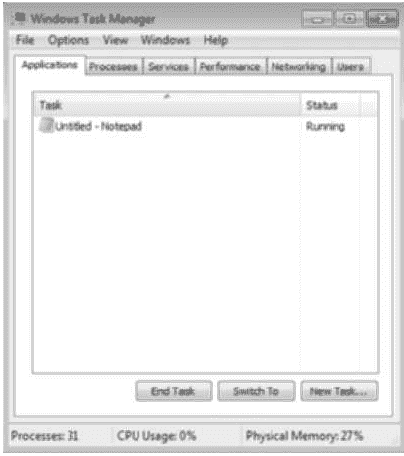 Windows Task Manager
File Options View Windows Help
Applications Processes Services Performance Networking Users
Task Status
Untitled - Notepad Running
End Task Switch To New Task...
Processes: 31 CPU Usage: 0% Physical Memory: 27%